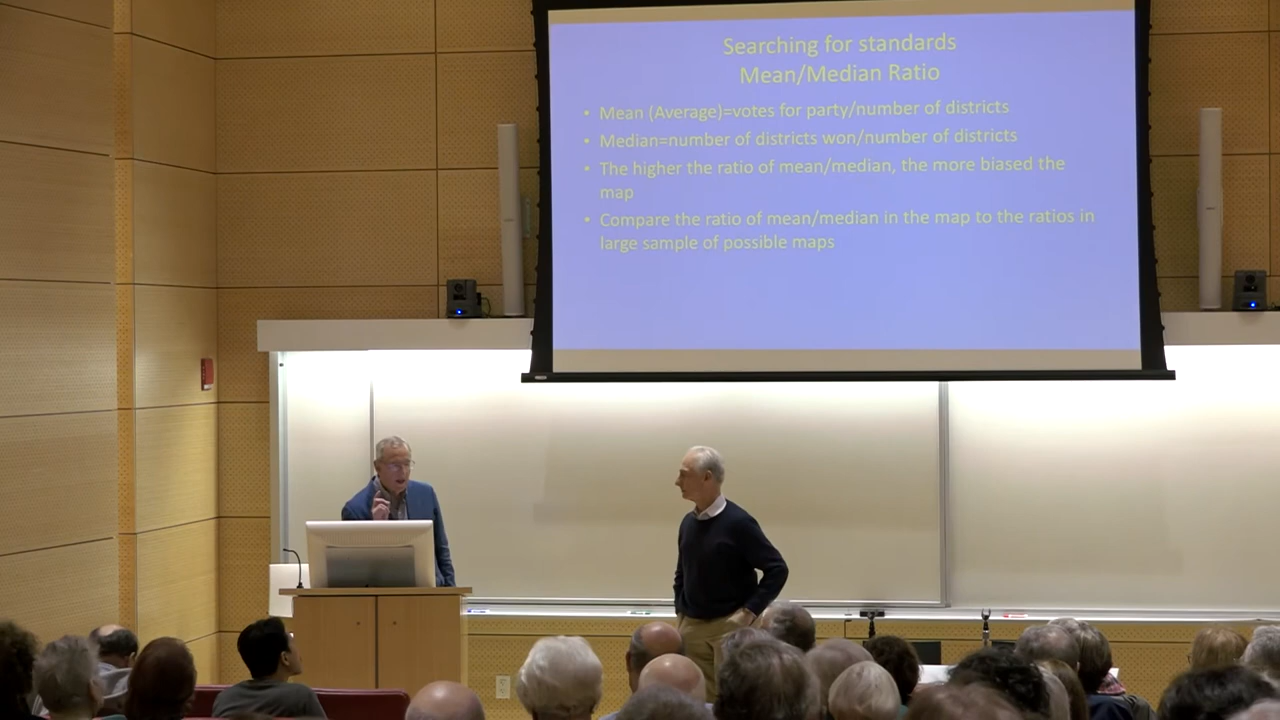 Searching for standards
Mean/Median Ratio
• Mean (Average)=votes for party/number of districts
• Median=number of districts won/number of districts
• The higher the ratio of mean/median, the more biased the
map
• Compare the ratio of mean/median in the map to the ratios in
large sample of possible maps